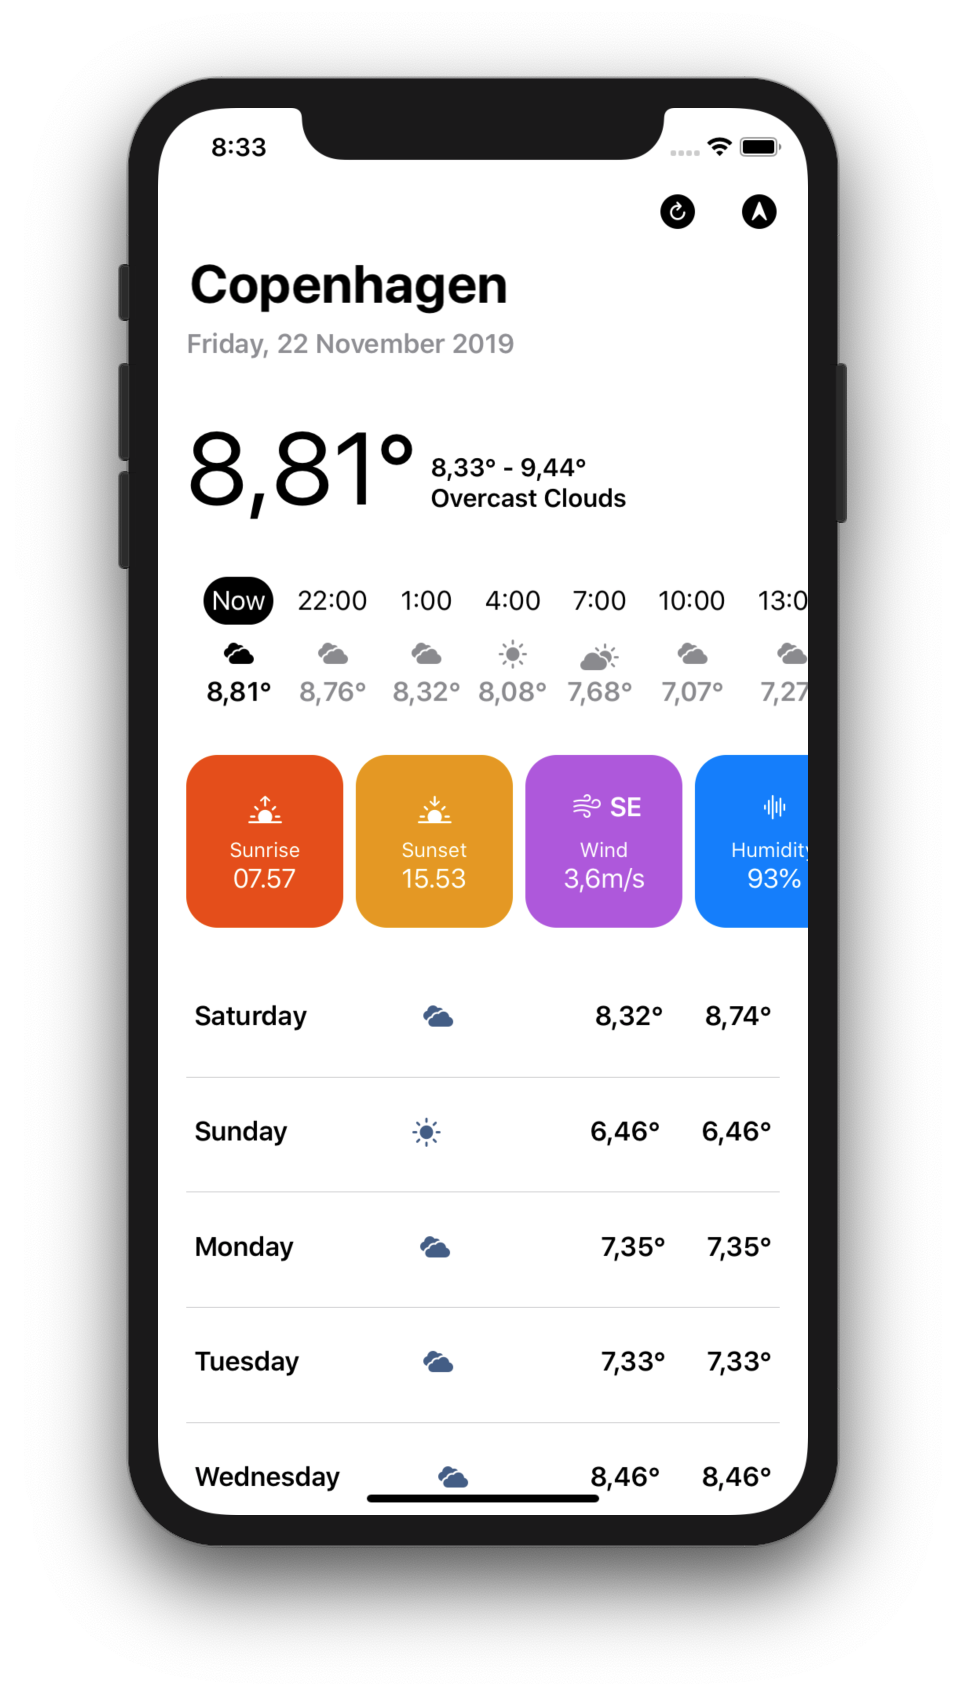 8:33
Copenhagen
Friday, 22 November 2019
8,81°
8,33° - 9,44°
Overcast Clouds
Now 22:00 1:00 4:00 7:00 10:00 13:0
8,81° 8,76° 8,32° 8,08° 7,68° 7,07° 7,27
SE
Sunrise Sunset Wind Humidity
07.57 15.53 3,6m/s 93%
Saturday 8,32° 8,74°
Sunday 6,46° 6,46°
Monday 7,35° 7,35°
Tuesday 7,33° 7,33°
Wednesday 8,46° 8,46°